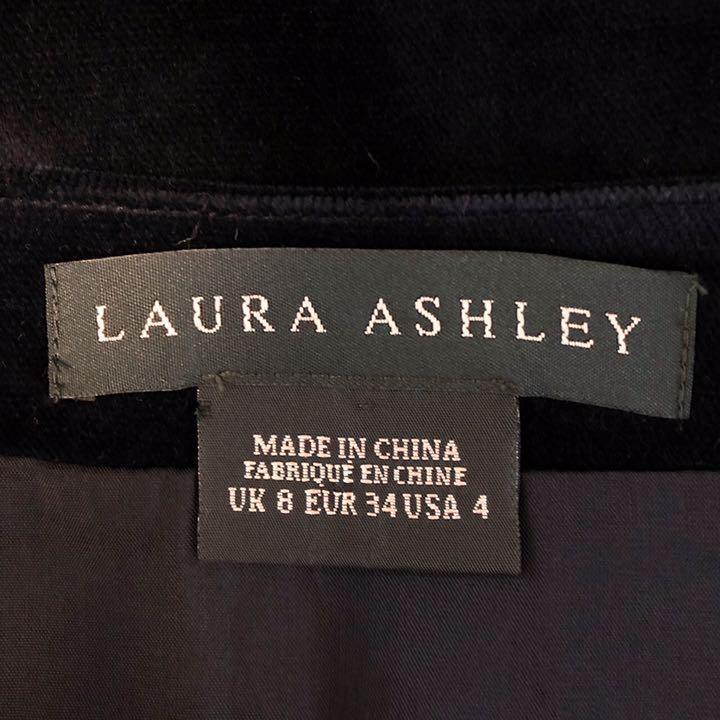 LAURA ASHLEY
MADE IN CHINA
FABRIQUÉ EN CHINE
UK 8 EUR 34 USA 4